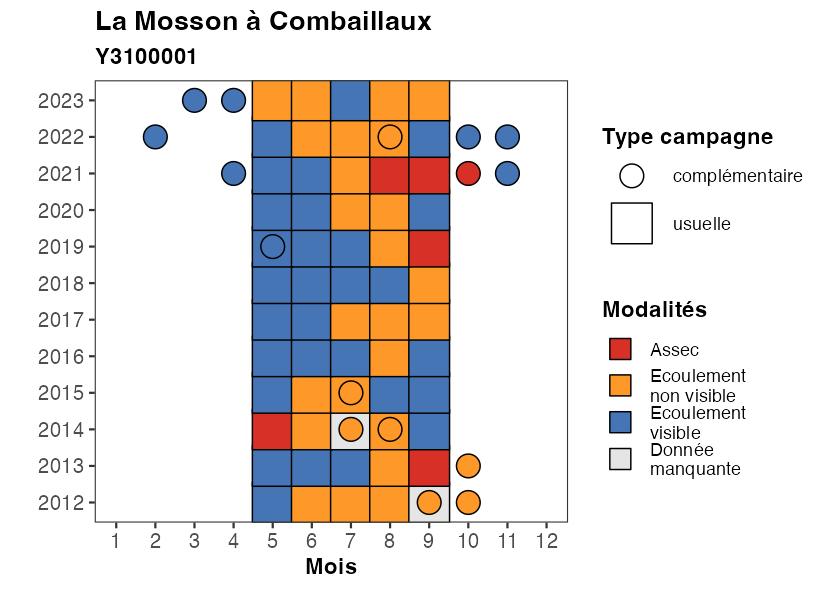 La Mosson à Combaillaux
Y3100001
2023
2022
2021
2020
2019
2018
2017
2016
2015
2014
2013
2012
1 2 3 4 5 6 7 8 9 10 11 12
Mois
Type campagne
complémentaire
usuelle
Modalités
Assec
Ecoulement
non visible
Ecoulement
visible
Donnée
manquante